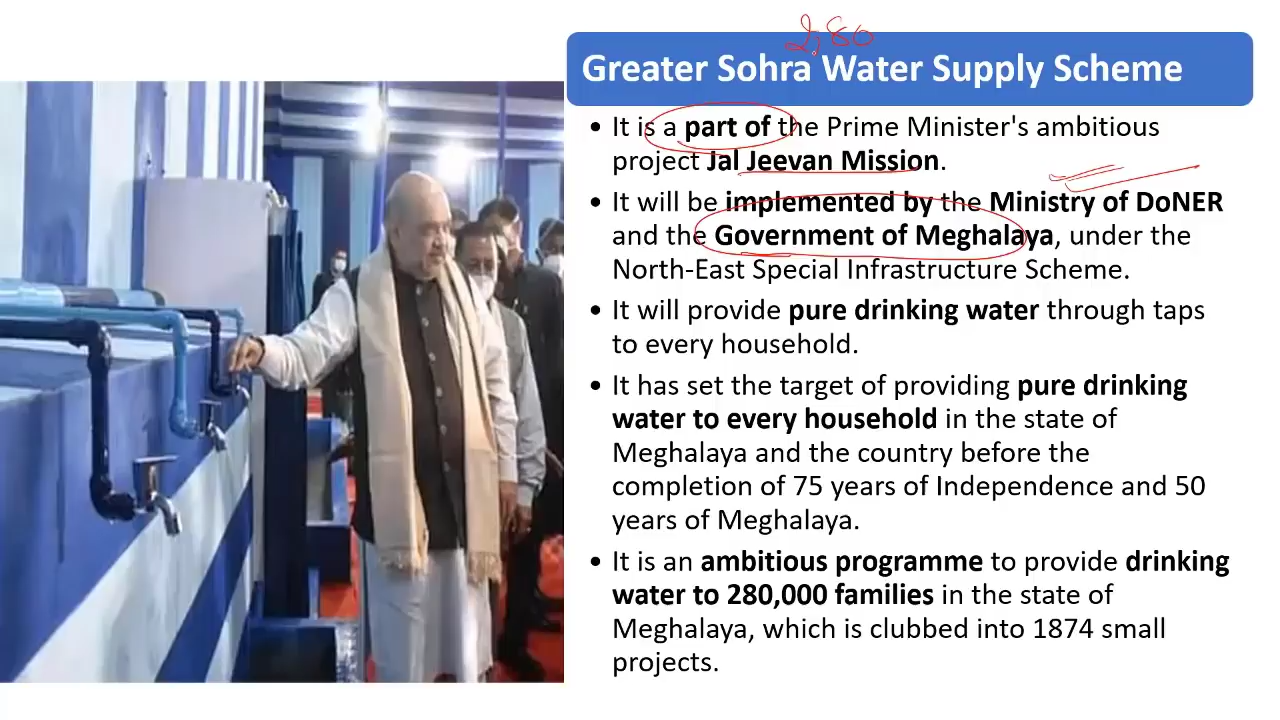 2,80
Greater Sohra Water Supply Scheme
• It is a part of the Prime Minister's ambitious
project Jal Jeevan Mission.
• It will be implemented by the Ministry of DoNER
and the Government of Meghalaya, under the
North-East Special Infrastructure Scheme.
• It will provide pure drinking water through taps
to every household.
• It has set the target of providing pure drinking
water to every household in the state of
Meghalaya and the country before the
completion of 75 years of Independence and 50
years of Meghalaya.
• It is an ambitious programme to provide drinking
water to 280,000 families in the state of
Meghalaya, which is clubbed into 1874 small
projects.